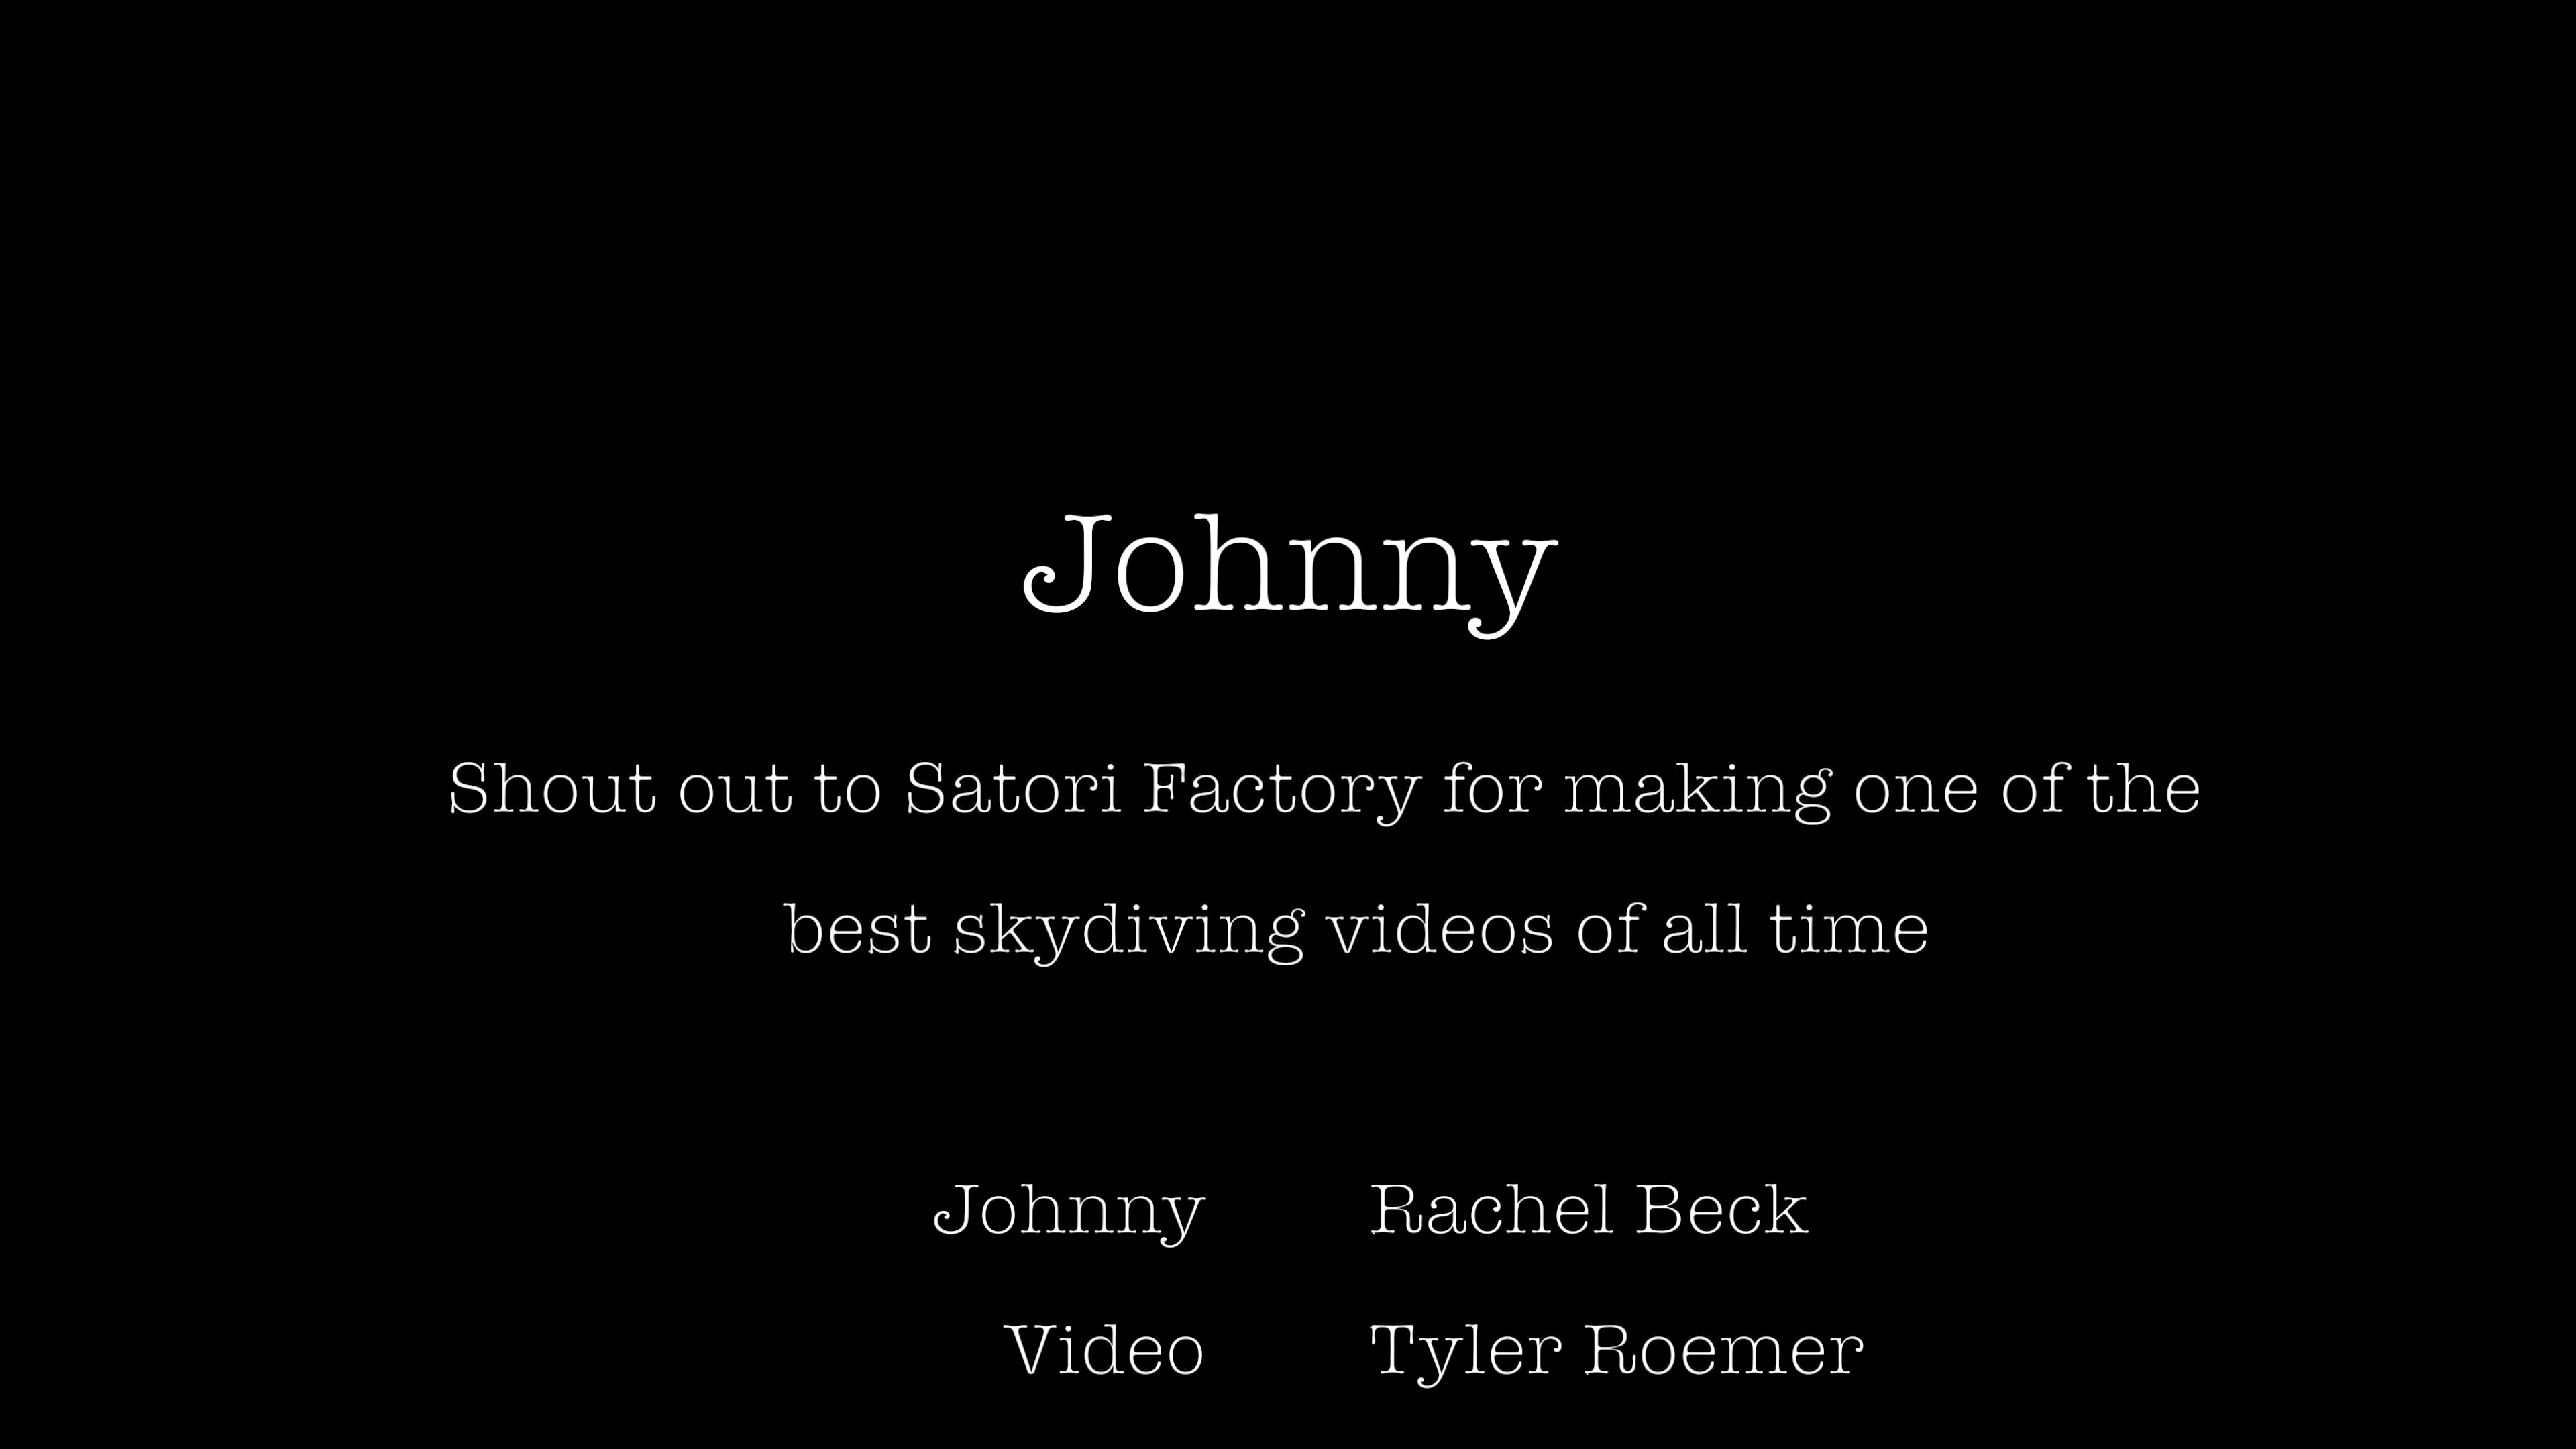 Johnny
Shout out to Satori Factory for making one of the
best skydiving videos of all time
Johnny Rachel Beck
Video Tyler Roemer